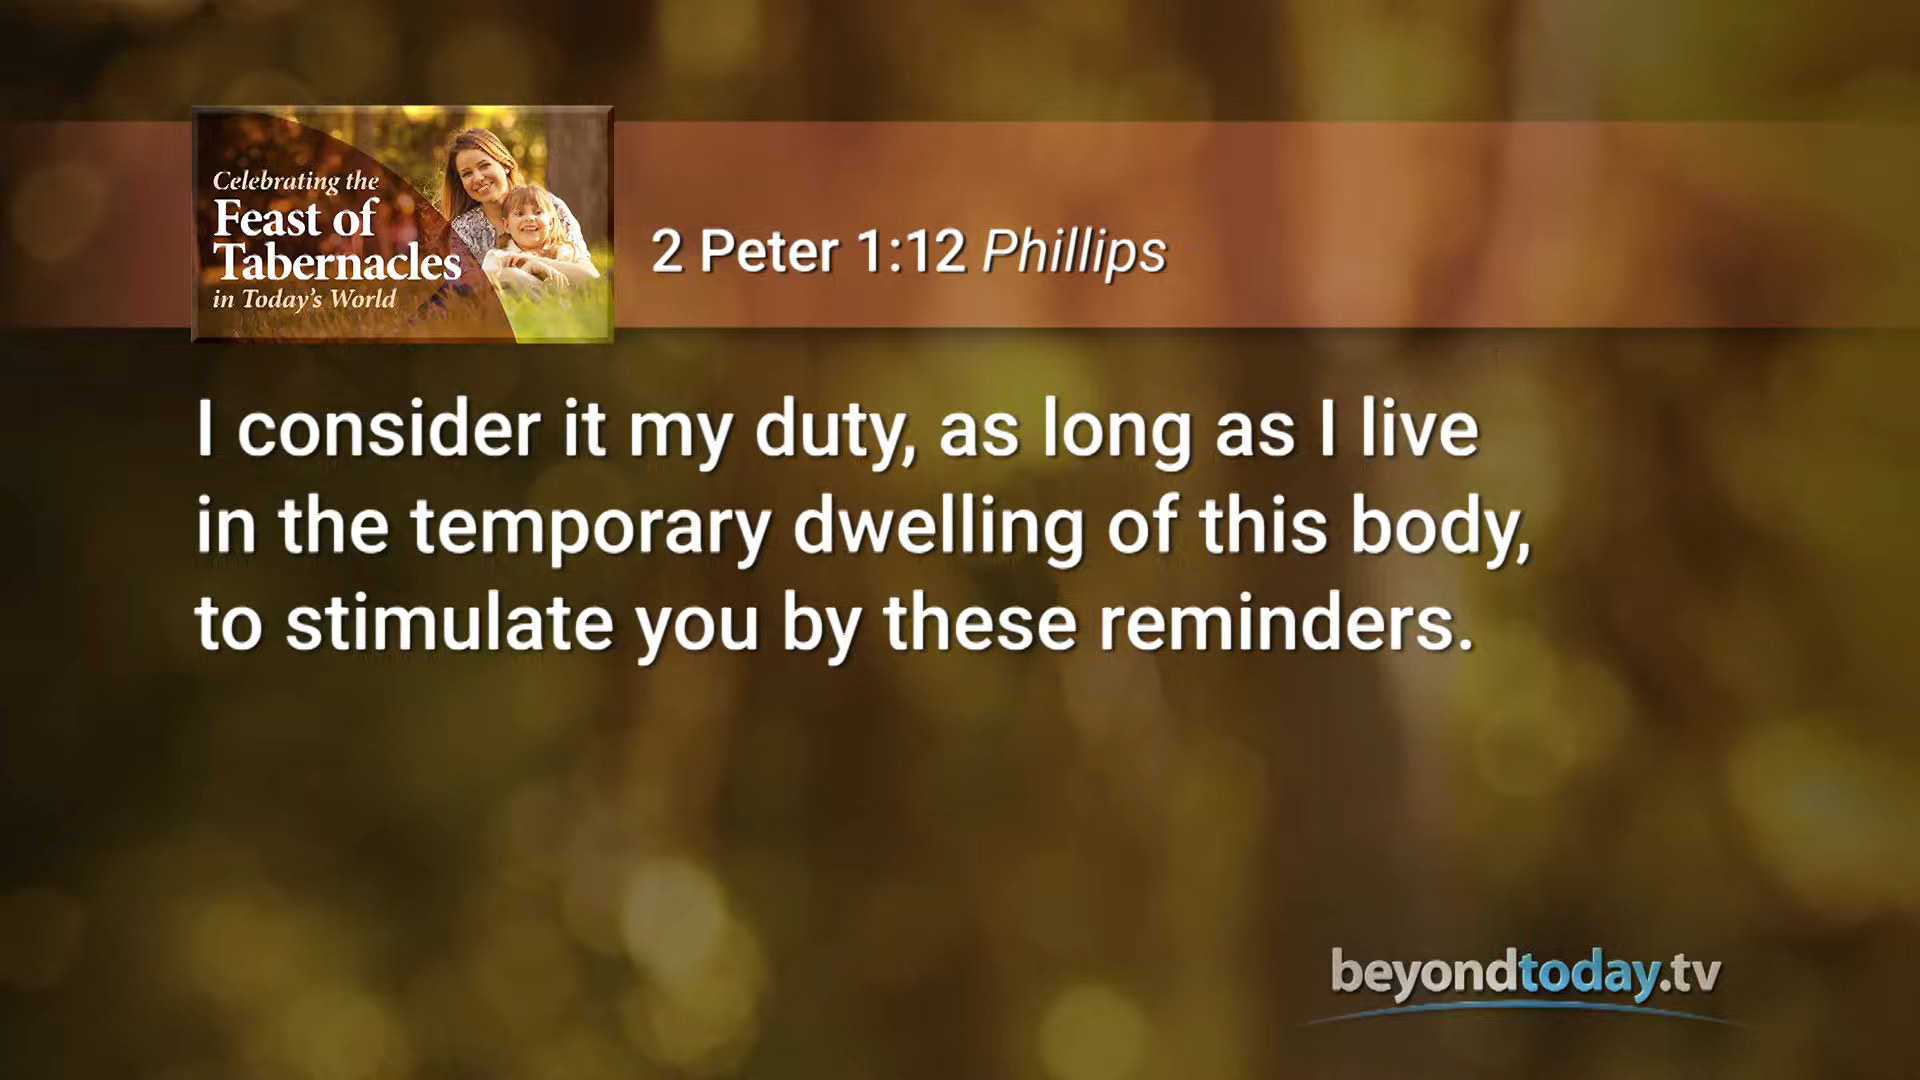 Celebrating the
Feast of
Tabernacles
in Today's World
2 Peter 1:12 Phillips
I consider it my duty, as long as I live
in the temporary dwelling of this body,
to stimulate you by these reminders.
beyondtoday.tv